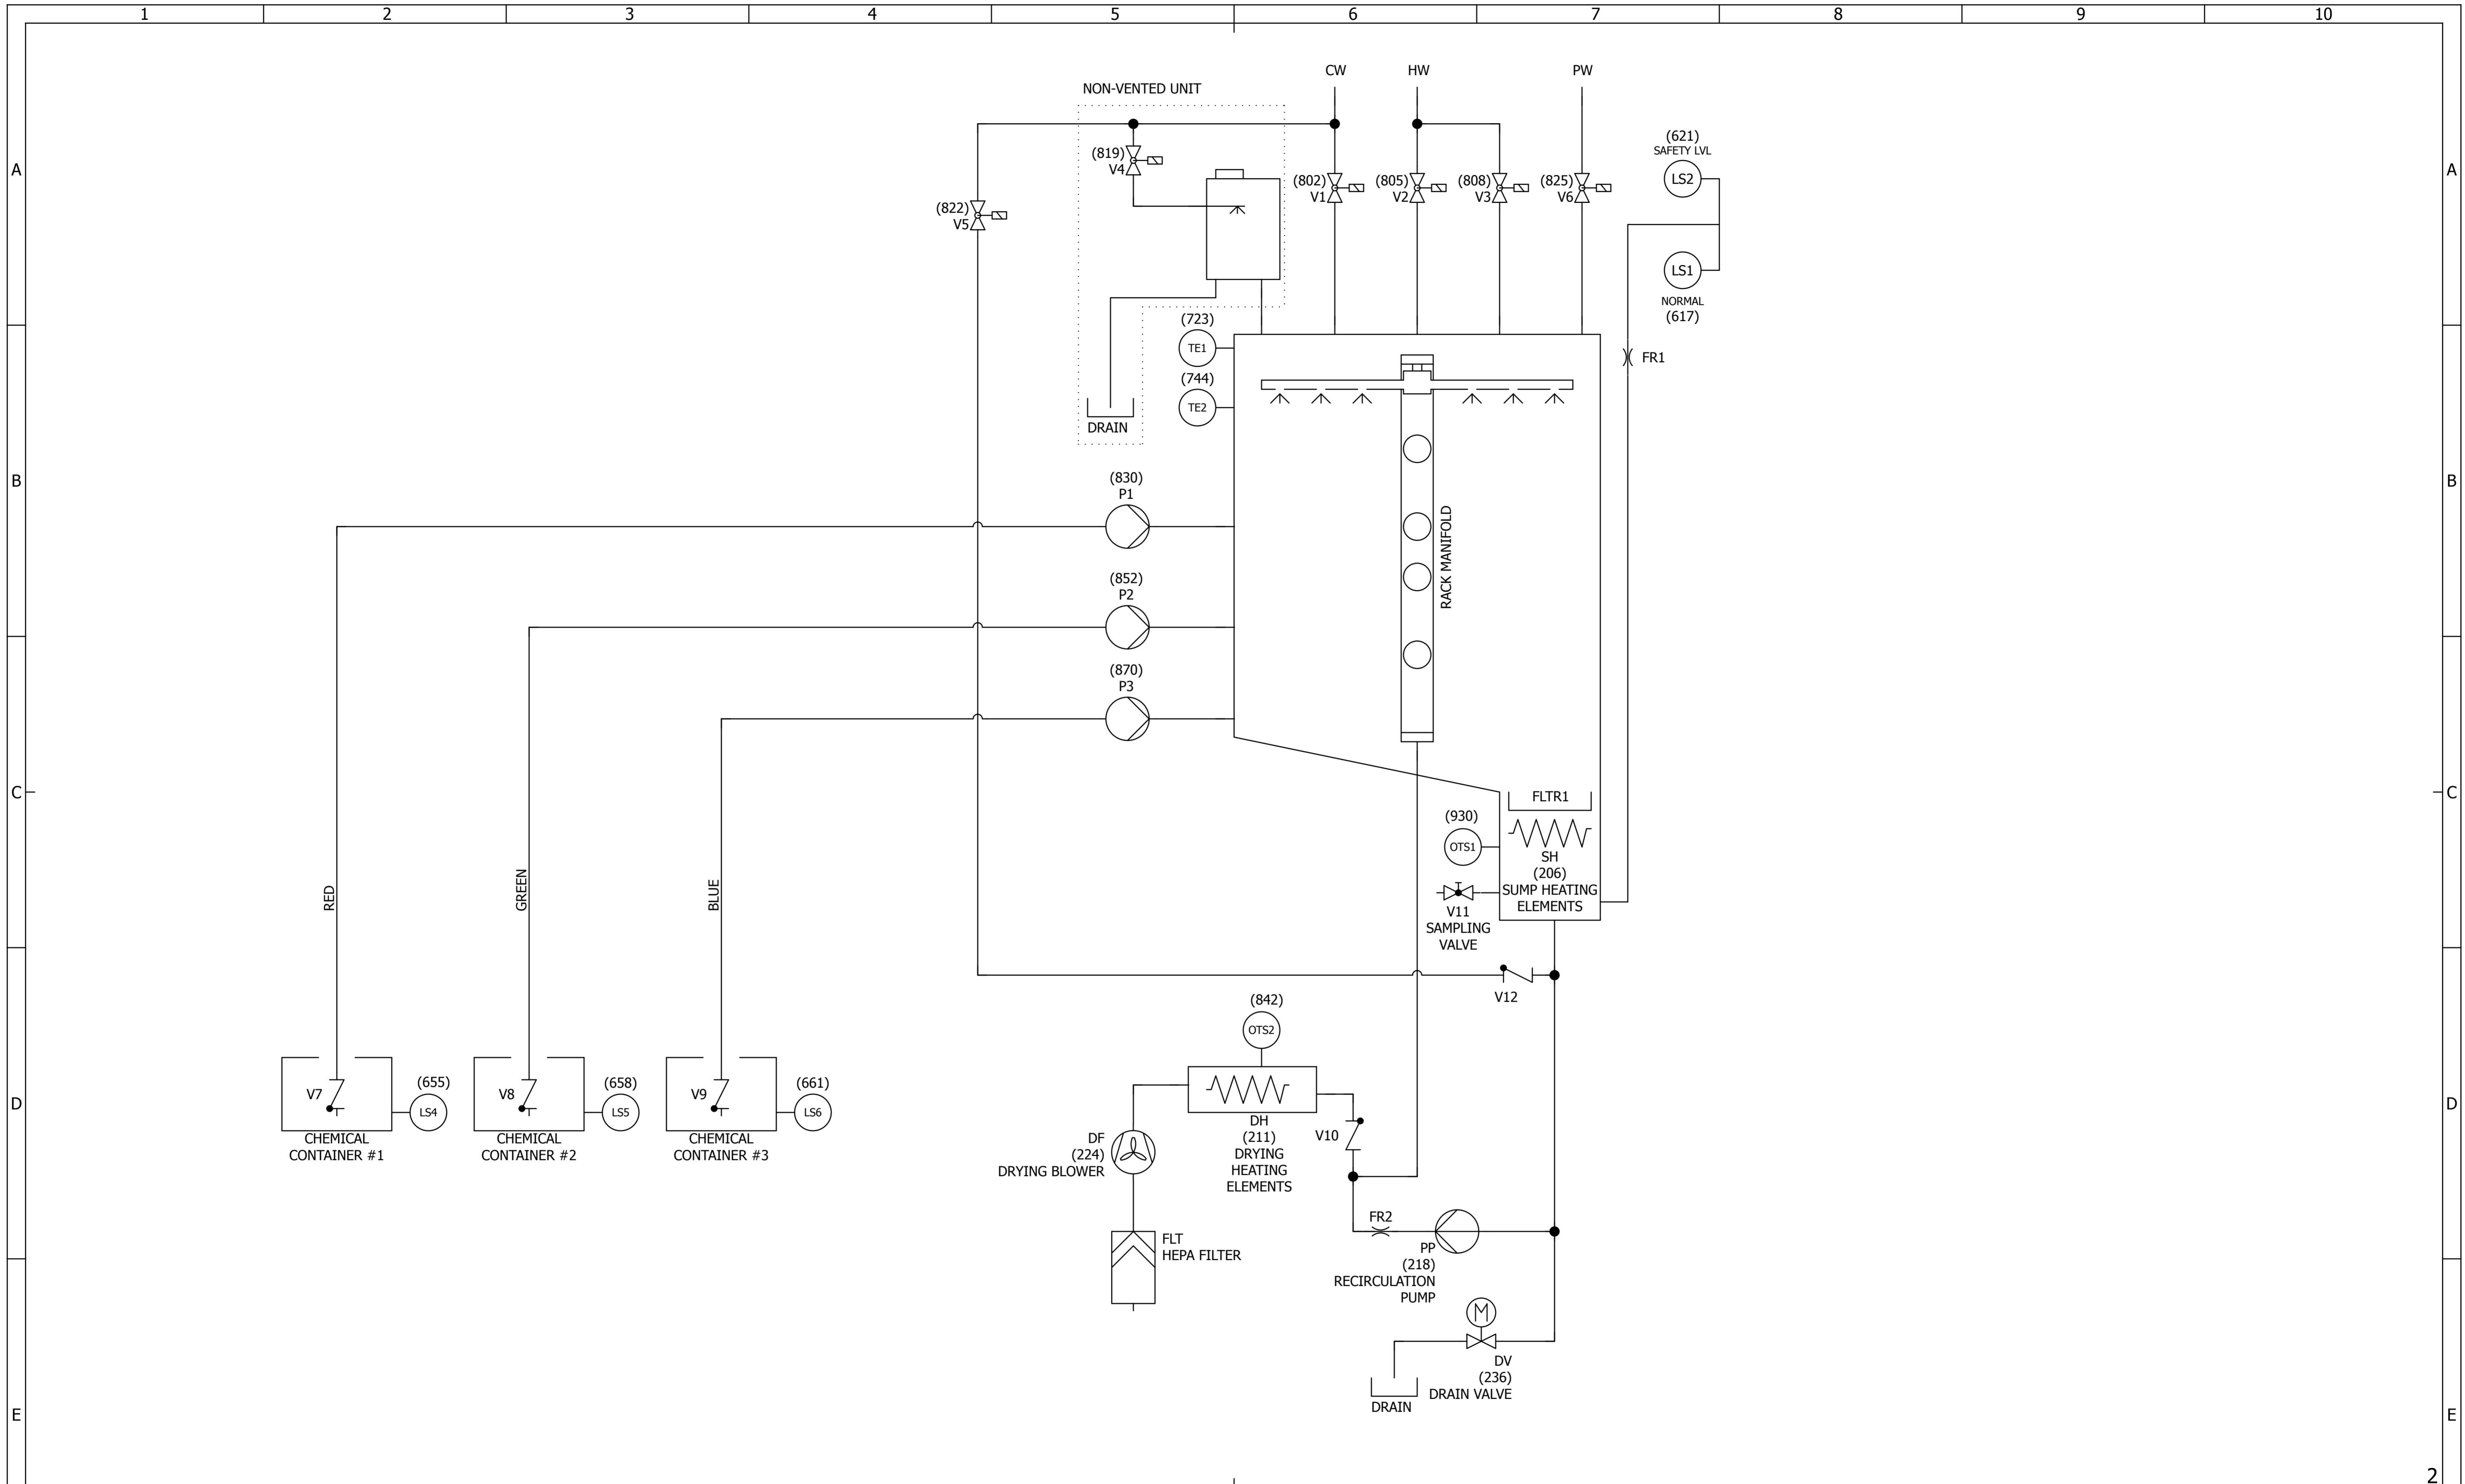 1 2 3 4 5 6 7 8 9 10
CW HW PW
NON-VENTED UNIT
(621)
SAFETY LVL
LS2
A A
(819)
V4
(802)
V1
(805)
V2
(808)
V3
(825)
V6
(822)
V5
LS1
NORMAL
(617)
(723)
TE1
FR1
(744)
TE2
DRAIN
B B
(830)
P1
RACK MANIFOLD
(852)
P2
(870)
P3
C C
FLTR1
(930)
OTS1
SH
(206)
SUMP HEATING
ELEMENTS
RED
GREEN
BLUE
V11
SAMPLING
VALVE
V12
(842)
OTS2
D D
V7
(655)
LS4
CHEMICAL
CONTAINER #1
V8
(658)
LS5
CHEMICAL
CONTAINER #2
V9
(661)
LS6
CHEMICAL
CONTAINER #3
DF
(224)
DRYING BLOWER
DH
(211)
DRYING
HEATING
ELEMENTS
V10
FR2
FLT
HEPA FILTER
PP
(218)
RECIRCULATION
PUMP
M
DV
(236)
DRAIN VALVE
DRAIN
E E
2